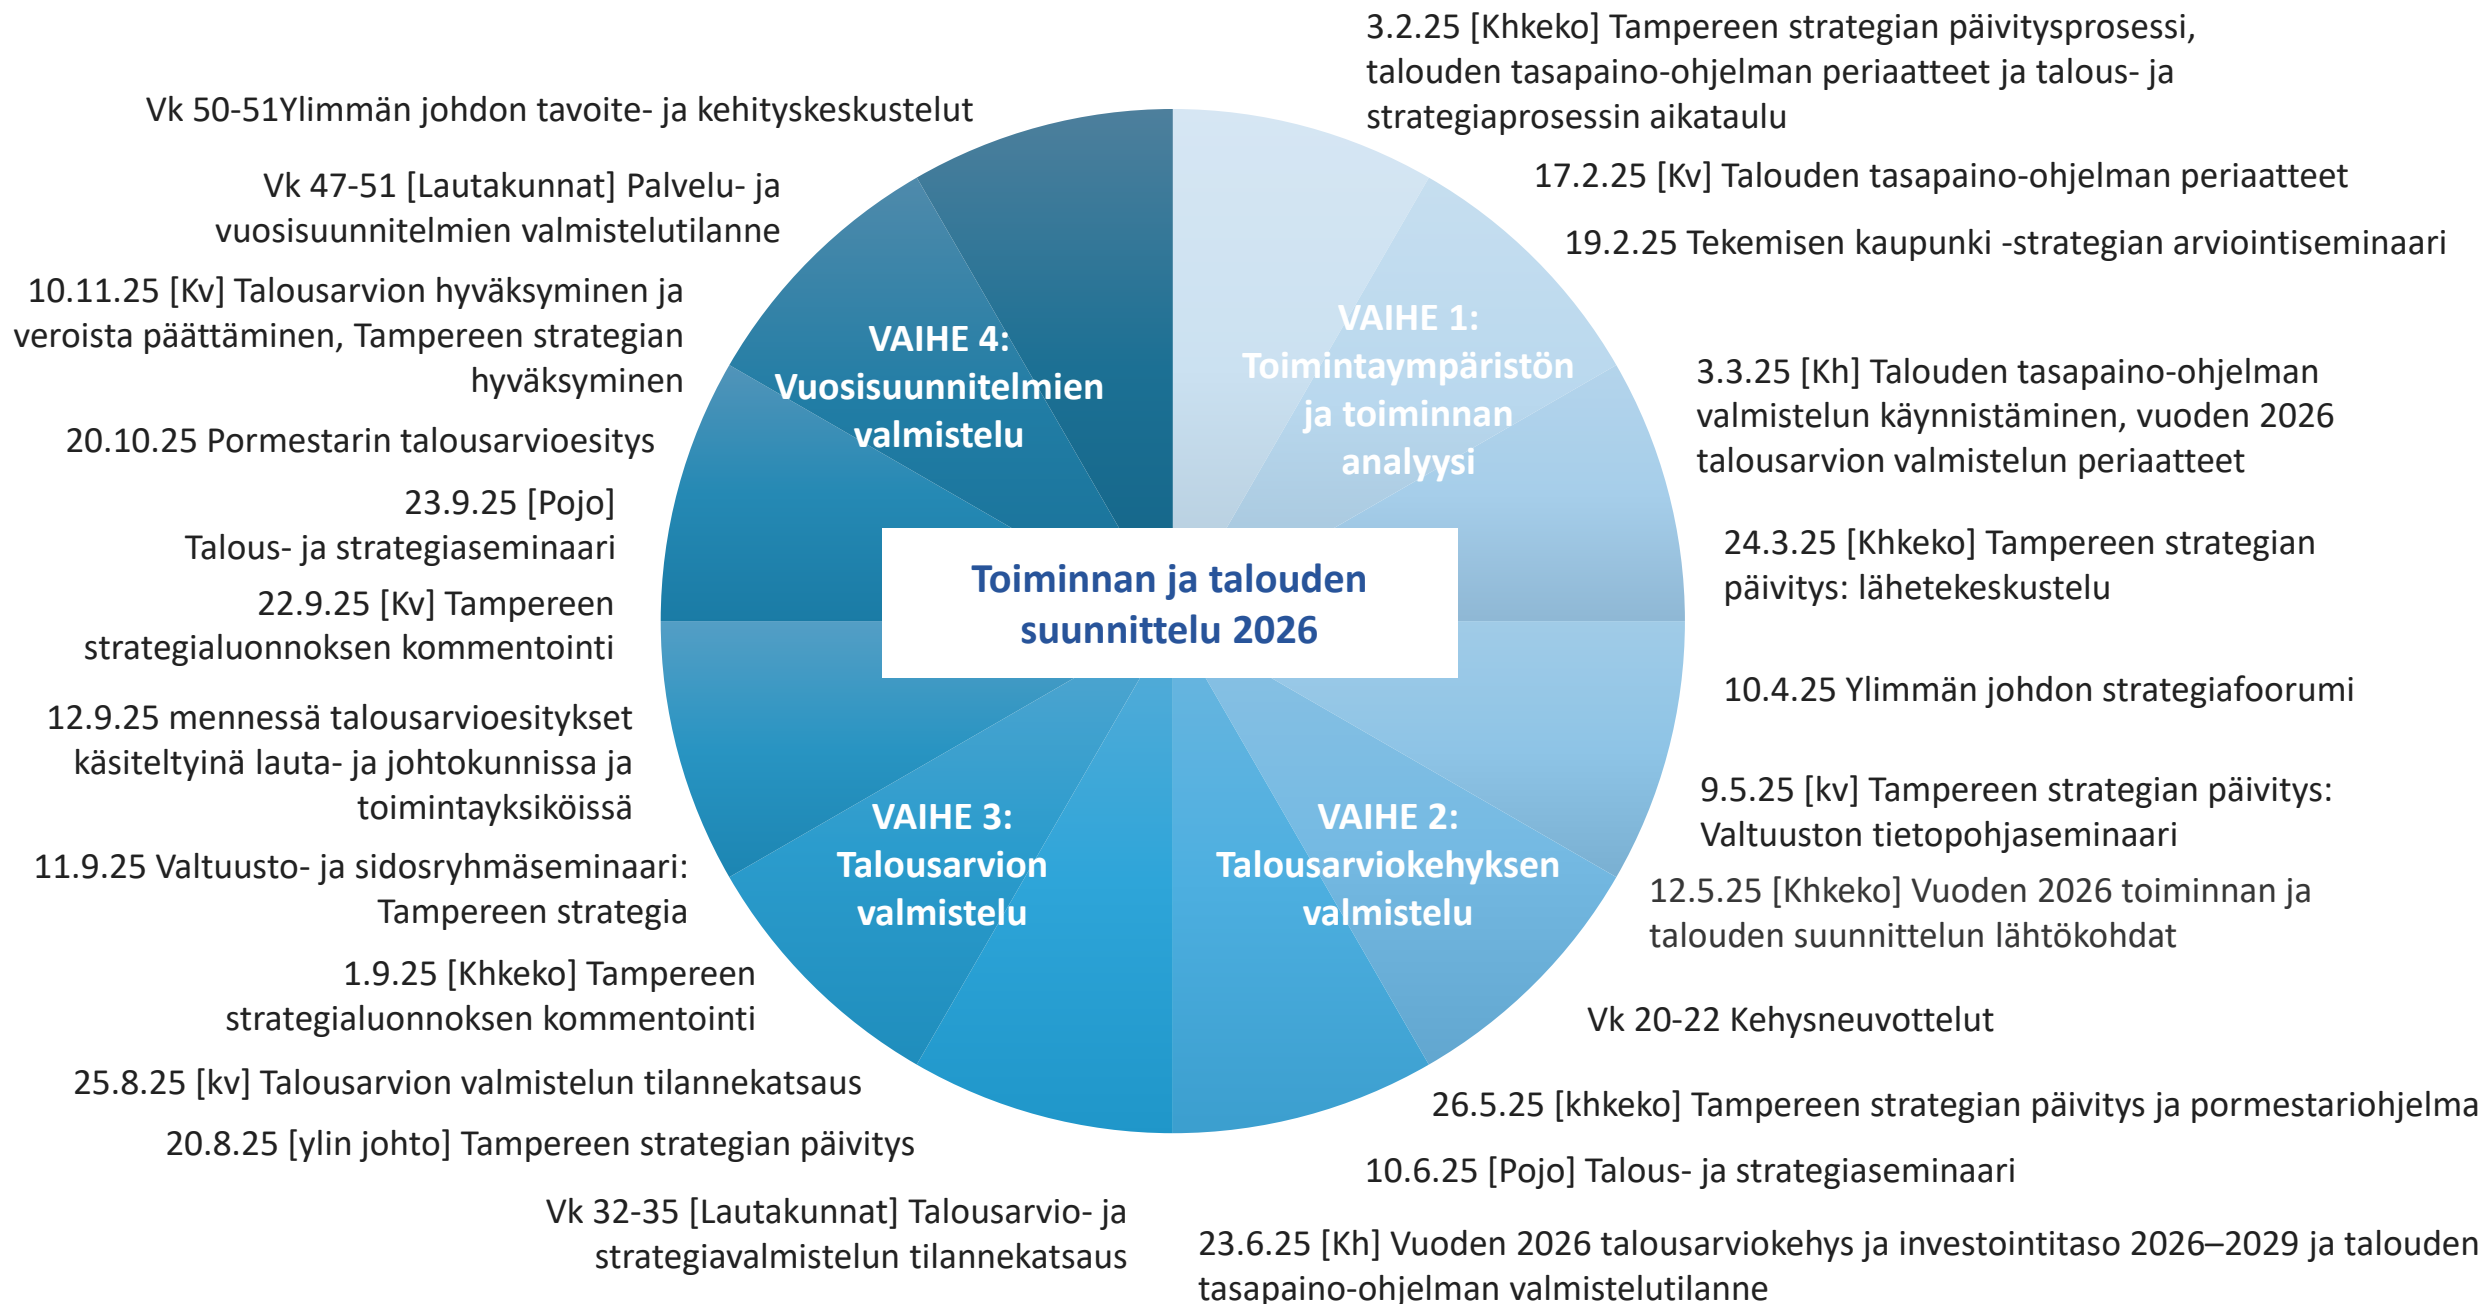 3.2.25 [Khkeko] Tampereen strategian päivitysprosessi,
talouden tasapaino-ohjelman periaatteet ja talous- ja
strategiaprosessin aikataulu
17.2.25 [Kv] Talouden tasapaino-ohjelman periaatteet
19.2.25 Tekemisen kaupunki -strategian arviointiseminaari
3.3.25 [Kh] Talouden tasapaino-ohjelman
valmistelun käynnistäminen, vuoden 2026
talousarvion valmistelun periaatteet
24.3.25 [Khkeko] Tampereen strategian
päivitys: lähetekeskustelu
10.4.25 Ylimmän johdon strategiafoorumi
9.5.25 [kv] Tampereen strategian päivitys:
Valtuuston tietopohjaseminaari
12.5.25 [Khkeko] Vuoden 2026 toiminnan ja
talouden suunnittelun lähtökohdat
Vk 20-22 Kehysneuvottelut
26.5.25 [khkeko] Tampereen strategian päivitys ja pormestariohjelma
10.6.25 [Pojo] Talous- ja strategiaseminaari
23.6.25 [Kh] Vuoden 2026 talousarviokehys ja investointitaso 2026–2029 ja talouden
tasapaino-ohjelman valmistelutilanne
Vk 32-35 [Lautakunnat] Talousarvio- ja
strategiavalmistelun tilannekatsaus
20.8.25 [ylin johto] Tampereen strategian päivitys
25.8.25 [kv] Talousarvion valmistelun tilannekatsaus
1.9.25 [Khkeko] Tampereen
strategialuonnoksen kommentointi
11.9.25 Valtuusto- ja sidosryhmäseminaari:
Tampereen strategia
12.9.25 mennessä talousarvioesitykset
käsiteltyinä lauta- ja johtokunnissa ja
toimintayksiköissä
22.9.25 [Kv] Tampereen
strategialuonnoksen kommentointi
23.9.25 [Pojo]
Talous- ja strategiaseminaari
20.10.25 Pormestarin talousarvioesitys
10.11.25 [Kv] Talousarvion hyväksyminen ja
veroista päättäminen, Tampereen strategian
hyväksyminen
Vk 47-51 [Lautakunnat] Palvelu- ja
vuosisuunnitelmien valmistelutilanne
Vk 50-51Ylimmän johdon tavoite- ja kehityskeskustelut
VAIHE 1:
Toimintaympäristön
ja toiminnan
analyysi
VAIHE 2:
Talousarviokehyksen
valmistelu
VAIHE 3:
Talousarvion
valmistelu
VAIHE 4:
Vuosisuunnitelmien
valmistelu
Toiminnan ja talouden
suunnittelu 2026